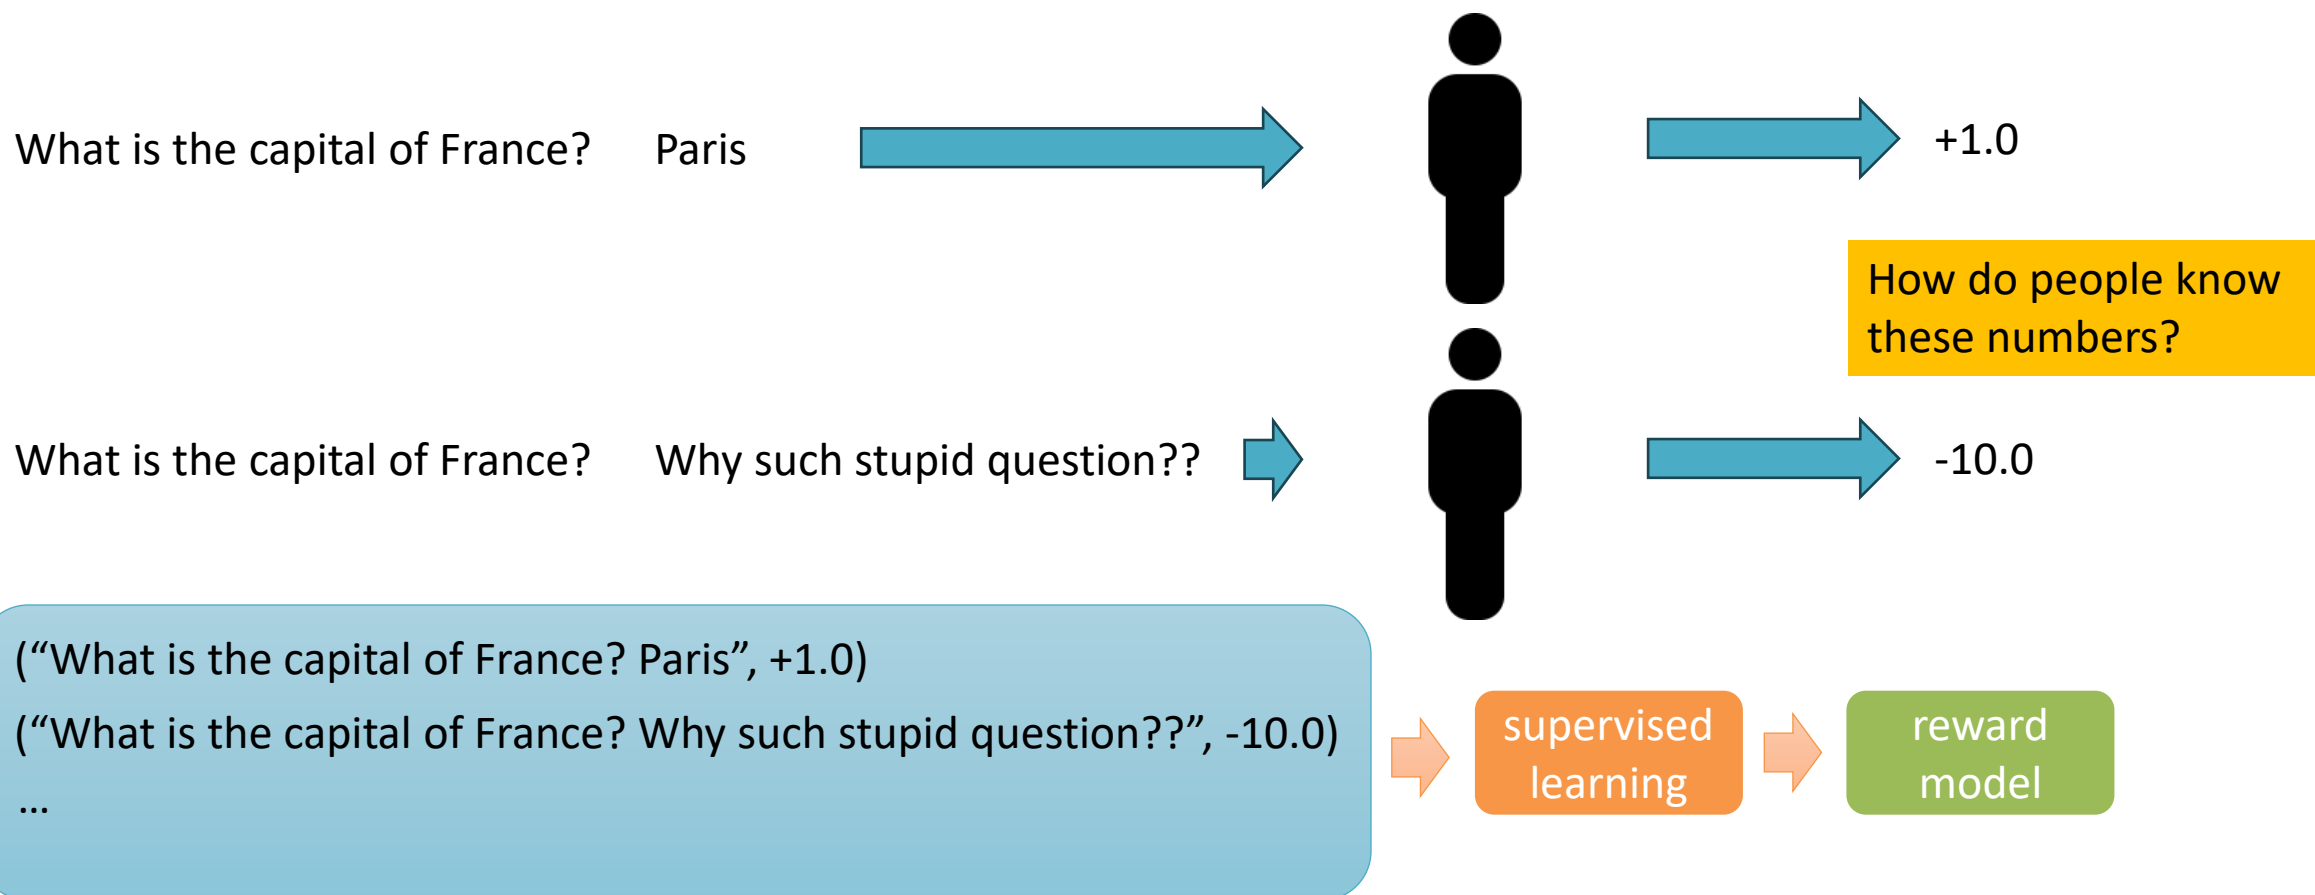 What is the capital of France? Paris
+1.0
How do people know
these numbers?
What is the capital of France? Why such stupid question??
-10.0
(“What is the capital of France? Paris”, +1.0)
(“What is the capital of France? Why such stupid question??”, -10.0)
…
supervised
learning
reward
model